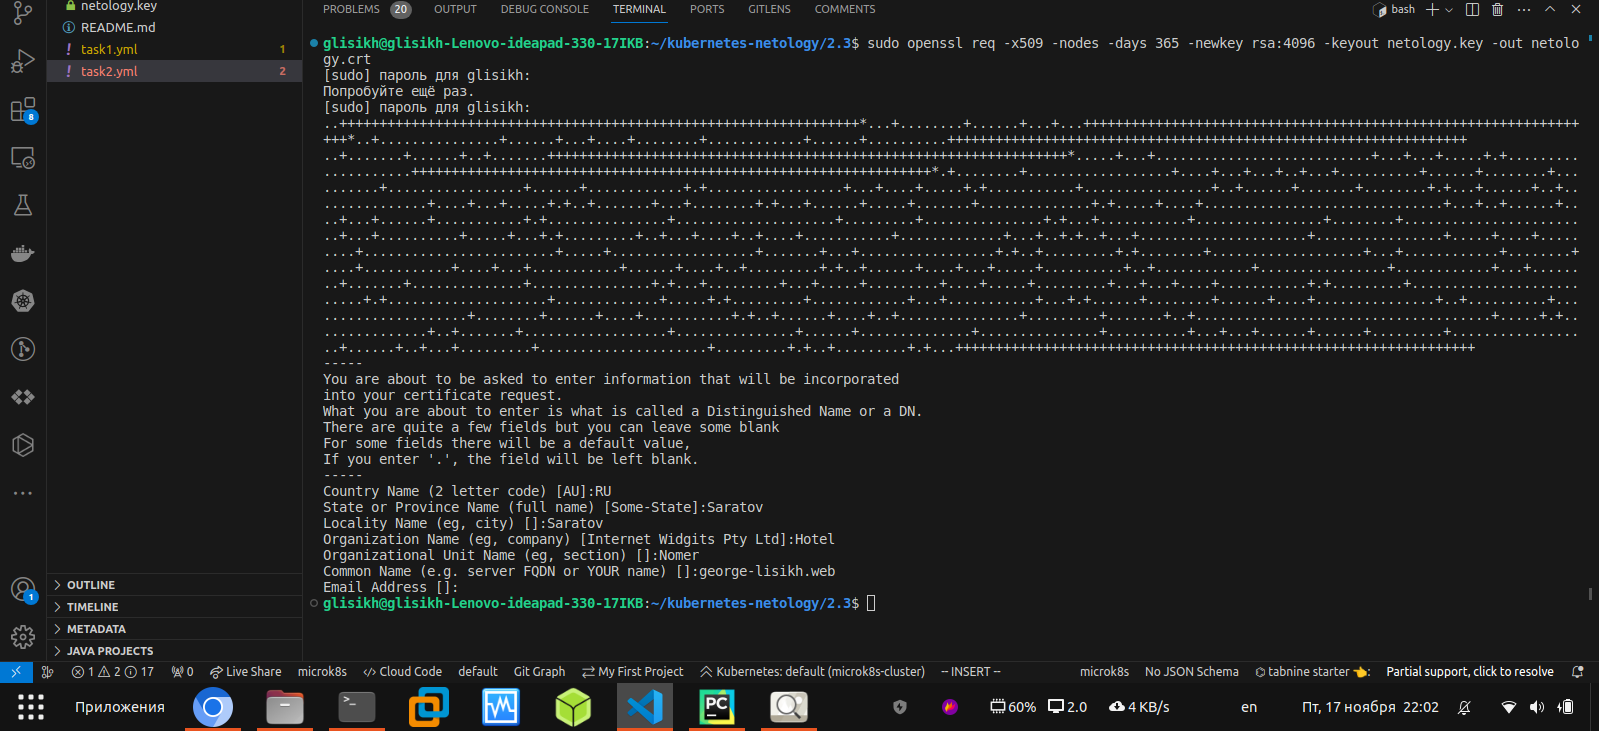 netology.key
README.md
! task1.yml 1
! task2.yml 2
PROBLEMS 20 OUTPUT DEBUG CONSOLE TERMINAL PORTS GITLENS COMMENTS
bash
glisikh@glisikh-Lenovo-ideapad-330-17IKB:~/kubernetes-netology/2.3$ sudo openssl req -x509 -nodes -days 365 -newkey rsa:4096 -keyout netology.key -out netolo
gy.crt
[sudo] пароль для glisikh:
Попробуйте ещё раз.
[sudo] пароль для glisikh:
-----
You are about to be asked to enter information that will be incorporated
into your certificate request.
What you are about to enter is what is called a Distinguished Name or a DN.
There are quite a few fields but you can leave some blank
For some fields there will be a default value,
If you enter '.', the field will be left blank.
-----
Country Name (2 letter code) [AU]:RU
State or Province Name (full name) [Some-State]:Saratov
Locality Name (eg, city) []:Saratov
Organization Name (eg, company) [Internet Widgits Pty Ltd]:Hotel
Organizational Unit Name (eg, section) []:Nomer
Common Name (e.g. server FQDN or YOUR name) []:george-lisikh.web
Email Address []:
glisikh@glisikh-Lenovo-ideapad-330-17IKB:~/kubernetes-netology/2.3$
8
1
OUTLINE
TIMELINE
METADATA
JAVA PROJECTS
1 2 17 0 Live Share microk8s Cloud Code default Git Graph My First Project Kubernetes: default (microk8s-cluster) -- INSERT -- microk8s No JSON Schema tabnine starter Partial support, click to resolve
Приложения
PC
60% 2.0 4 KB/s en Пт, 17 ноября 22:02